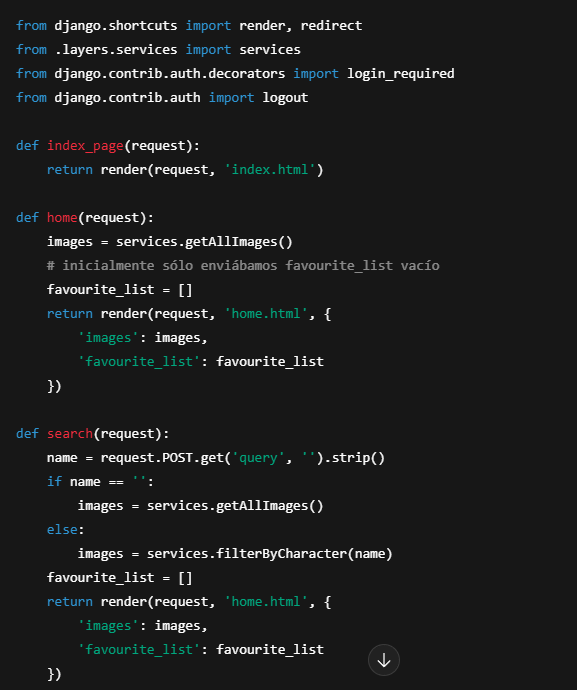 from django.shortcuts import render, redirect
from .layers.services import services
from django.contrib.auth.decorators import login_required
from django.contrib.auth import logout

def index_page(request):
    return render(request, 'index.html')

def home(request):
    images = services.getAllImages()
    # inicialmente sólo enviábamos favourite_list vacío
    favourite_list = []
    return render(request, 'home.html', {
        'images': images,
        'favourite_list': favourite_list
    })

def search(request):
    name = request.POST.get('query', '').strip()
    if name == '':
        images = services.getAllImages()
    else:
        images = services.filterByCharacter(name)
    favourite_list = []
    return render(request, 'home.html', {
        'images': images,
        'favourite_list': favourite_list
    })